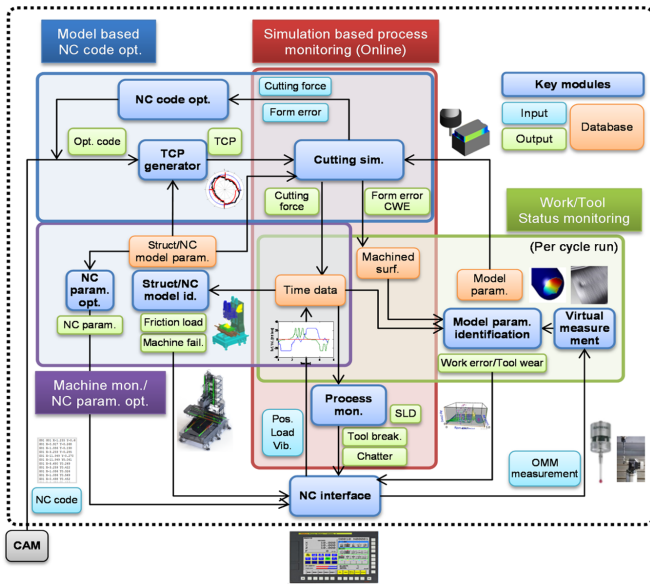 Model based
NC code opt.
Simulation based process
monitoring (Online)
Key modules
Input
Output
Database
NC code opt.
Cutting force
Form error
Opt. code
TCP
generator
TCP
Cutting sim.
Cutting
force
Form error
CWE
Work/Tool
Status monitoring
(Per cycle run)
Struct/NC
model param.
NC
param.
opt.
Struct/NC
model id.
Time data
Machined
surf.
Model
param.
NC param.
Friction load
Machine fail.
Model param.
identification
Virtual
measure
ment
Work error/Tool wear
Machine mon./
NC param. opt.
Process
mon.
Pos.
Load
Vib.
SLD
Tool break.
Chatter
OMM
measurement
NC code
NC interface
CAM